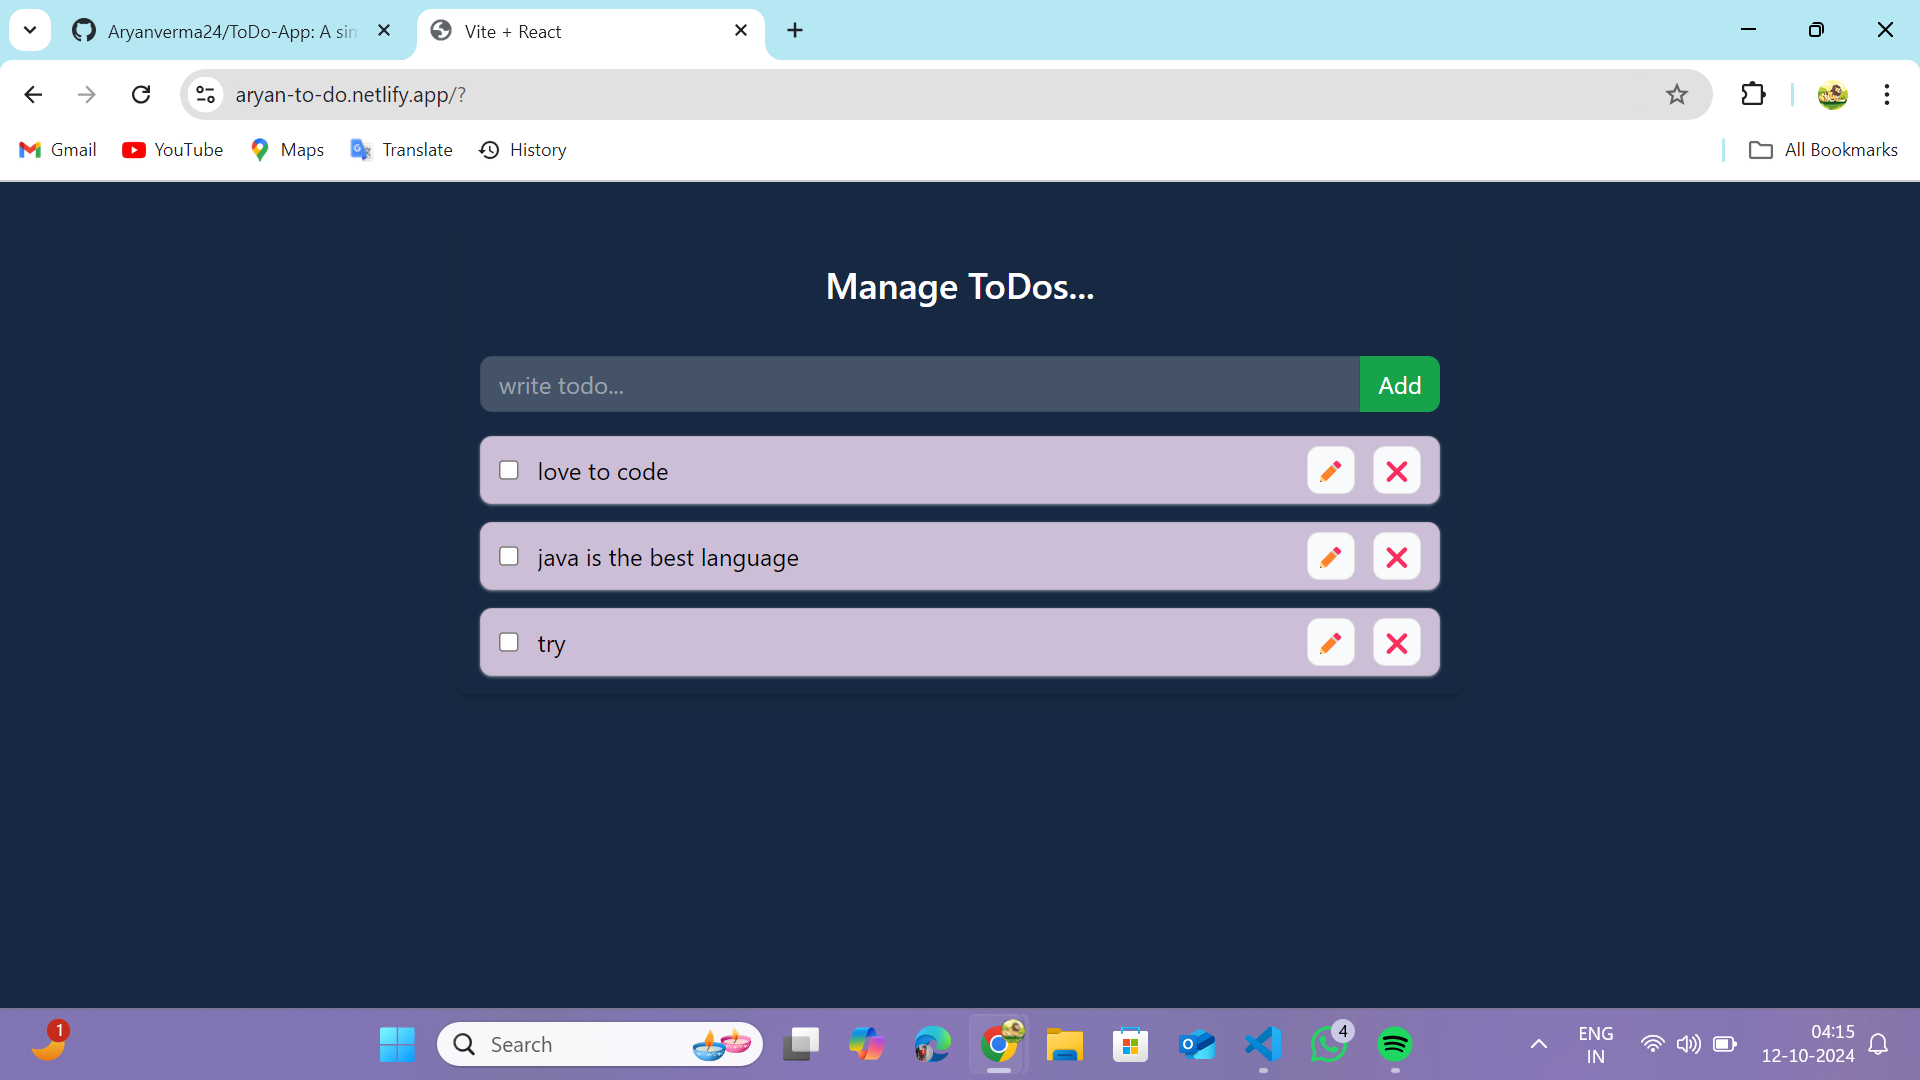 Aryanverma24/ToDo-App: A sim
Vite + React
aryan-to-do.netlify.app/?
Gmail
YouTube
Maps
Translate
History
All Bookmarks
Manage ToDos...
write todo...
Add
love to code
java is the best language
try
1
Search
4
ENG
IN
04:15
12-10-2024